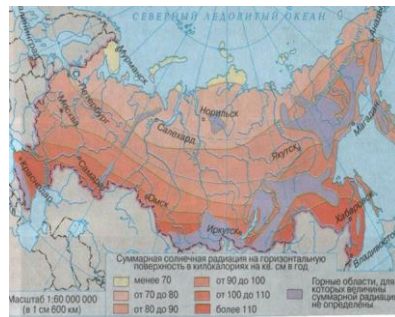 СЕВЕРНЫЙ ЛЕДОВИТЫЙ ОКЕАН
Мурманск
С.-Петербург
Москва
Норильск
Салехард
Магадан
Якутск
Краснодар
Самара
Омск
Иркутск
Хабаровск
Владивосток
Суммарная солнечная радиация на горизонтальную
поверхность в килокалориях на кв. см в год
Масштаб 1:60 000 000
(в 1 см 600 км)
менее 70
от 70 до 80
от 80 до 90
от 90 до 100
от 100 до 110
более 110
Горные области, для
которых величины
суммарной радиации
не определены